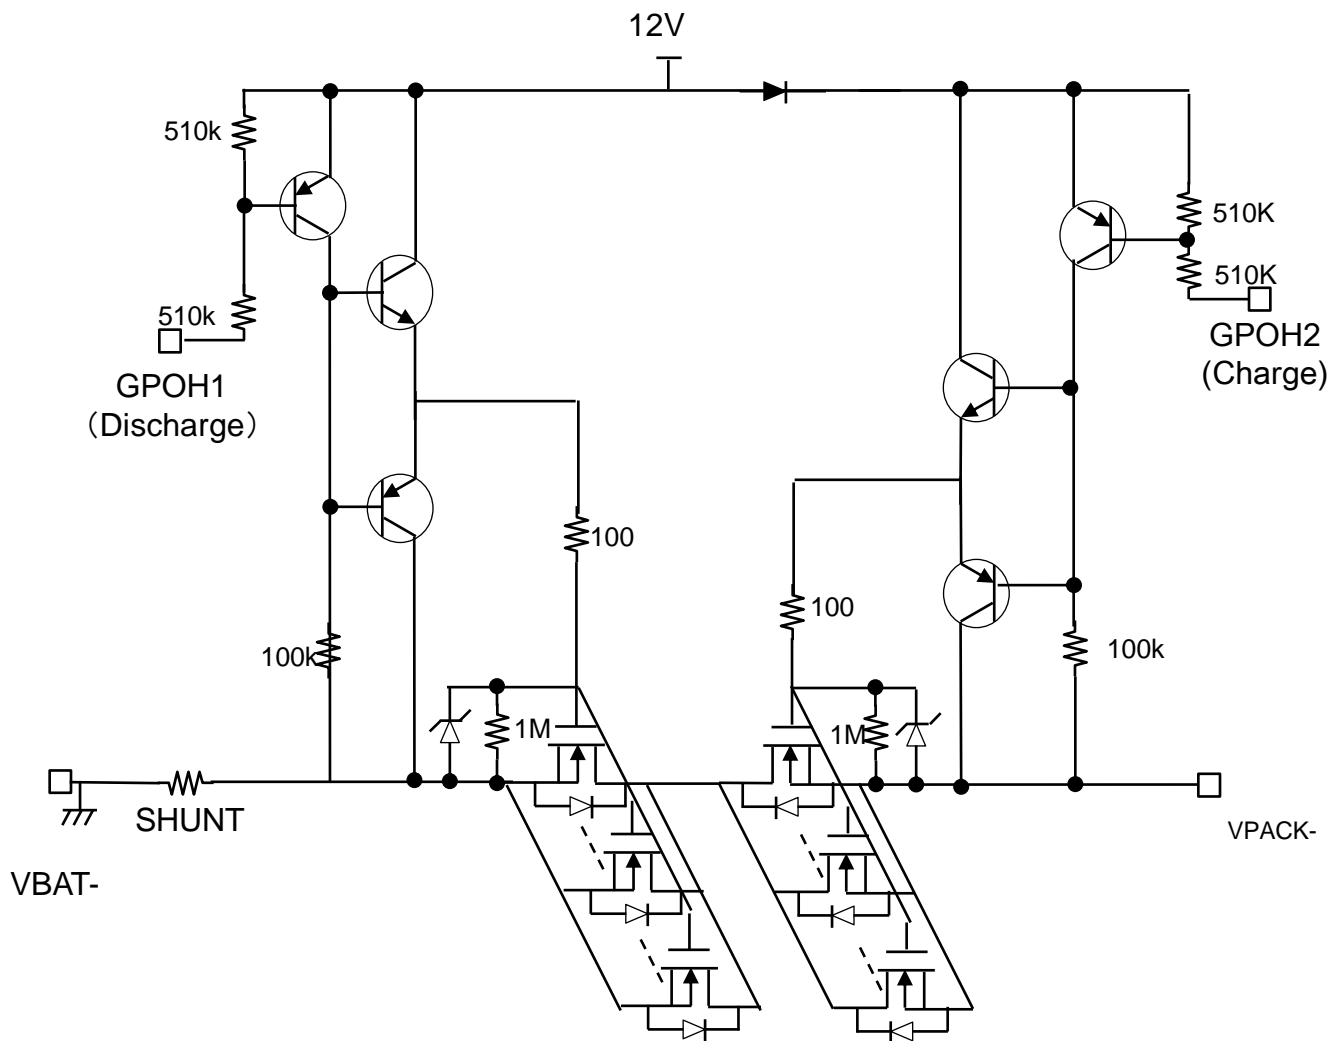 12V
510k
510K
510K
510k
GPOH1
（Discharge）
GPOH2
(Charge)
100
100
100k
100k
1M
1M
SHUNT
VPACK-
VBAT-